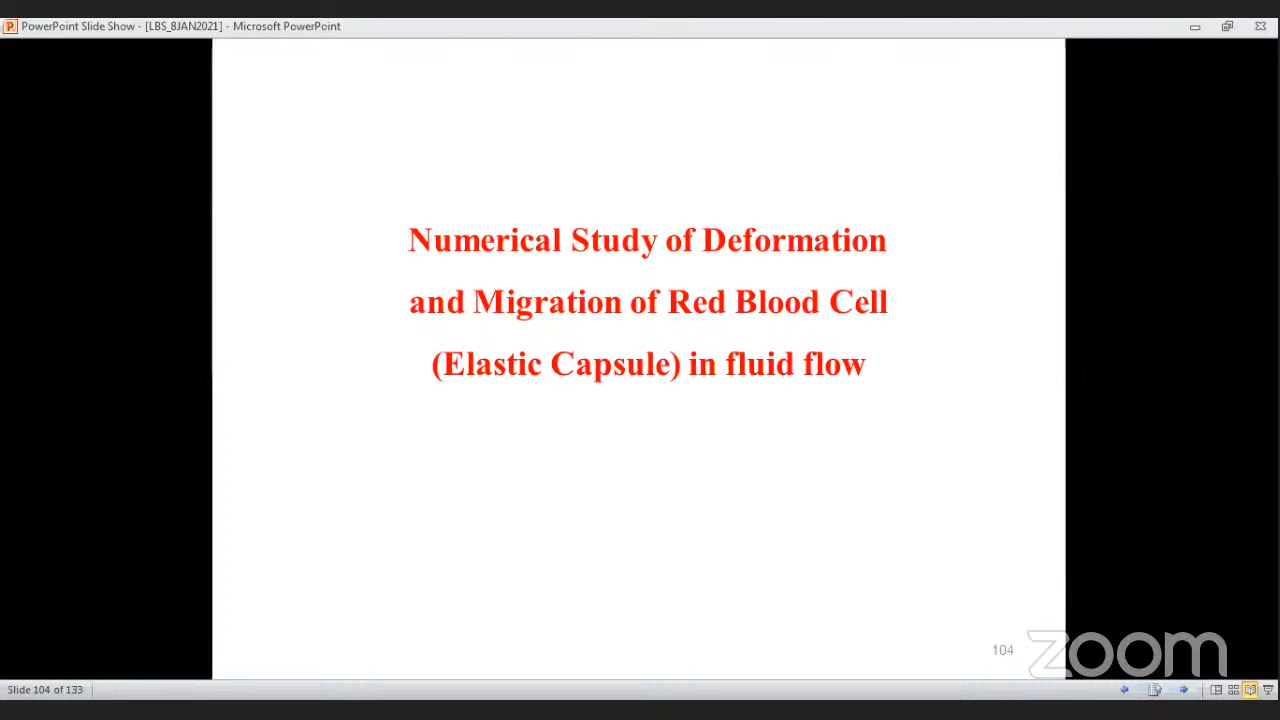 PowerPoint Slide Show - [LBS_8JAN2021] - Microsoft PowerPoint
Numerical Study of Deformation
and Migration of Red Blood Cell
(Elastic Capsule) in fluid flow
104
zoom
Slide 104 of 133